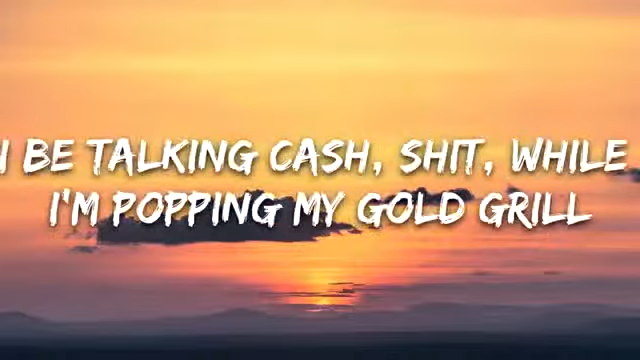 I BE TALKING CASH, SHIT, WHILE
I'M POPPING MY GOLD GRILL